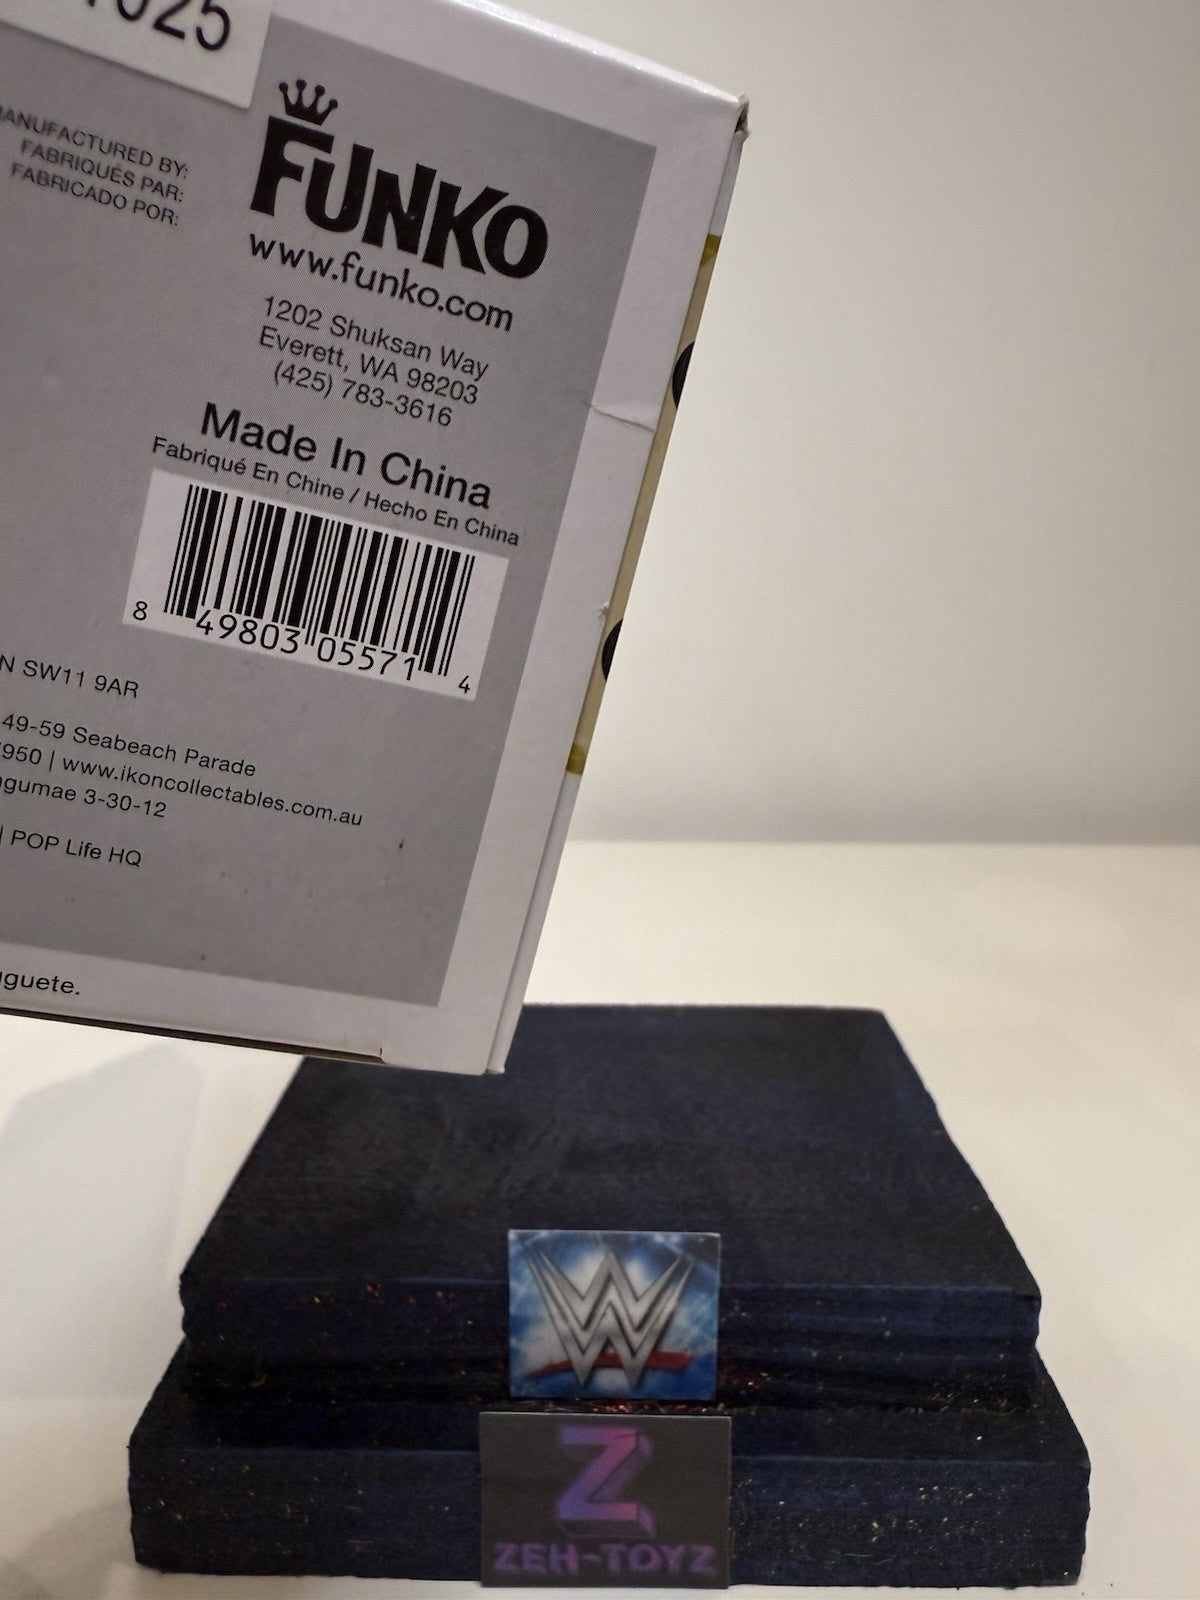 025
MANUFACTURED BY:
FABRIQUÉS PAR:
FABRICADO POR:
FUNKO
www.funko.com
1202 Shuksan Way
Everett, WA 98203
(425) 783-3616
Made In China
Fabriqué En Chine / Hecho En China
8 49803 05571 4
N SW11 9AR
49-59 Seabeach Parade
950 | www.ikoncollectables.com.au
gumae 3-30-12
| POP Life HQ
guete.
W
Z
ZEH-TOYZ